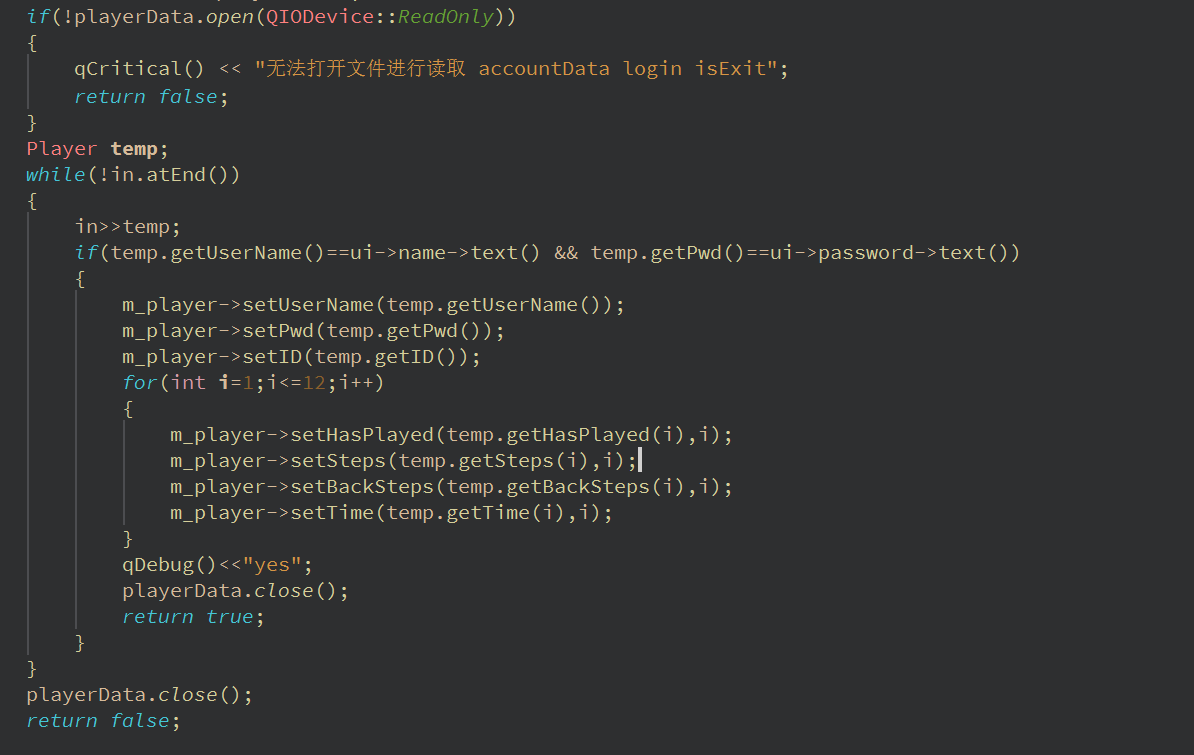 if(!playerData.open(QIODevice::ReadOnly))
{
qCritical() << "无法打开文件进行读取 accountData login isExit";
return false;
}
Player temp;
while(!in.atEnd())
{
in>>temp;
if(temp.getUserName()==ui->name->text() && temp.getPwd()==ui->password->text())
{
m_player->setUserName(temp.getUserName());
m_player->setPwd(temp.getPwd());
m_player->setID(temp.getID());
for(int i=1;i<=12;i++)
{
m_player->setHasPlayed(temp.getHasPlayed(i),i);
m_player->setSteps(temp.getSteps(i),i);
m_player->setBackSteps(temp.getBackSteps(i),i);
m_player->setTime(temp.getTime(i),i);
}
qDebug()<<"yes";
playerData.close();
return true;
}
}
playerData.close();
return false;